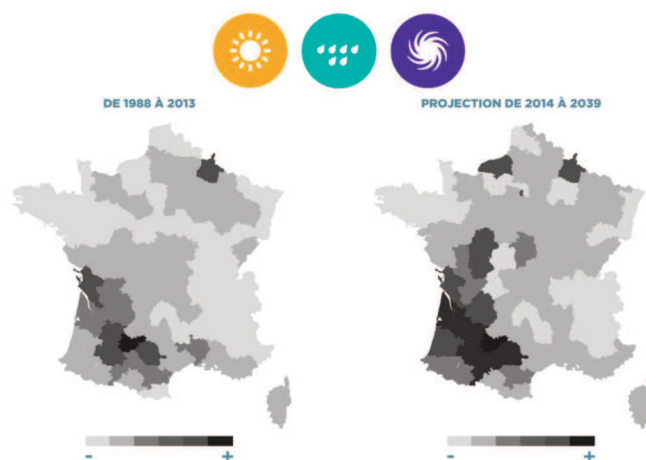 DE 1988 À 2013
PROJECTION DE 2014 À 2039
- +
- +